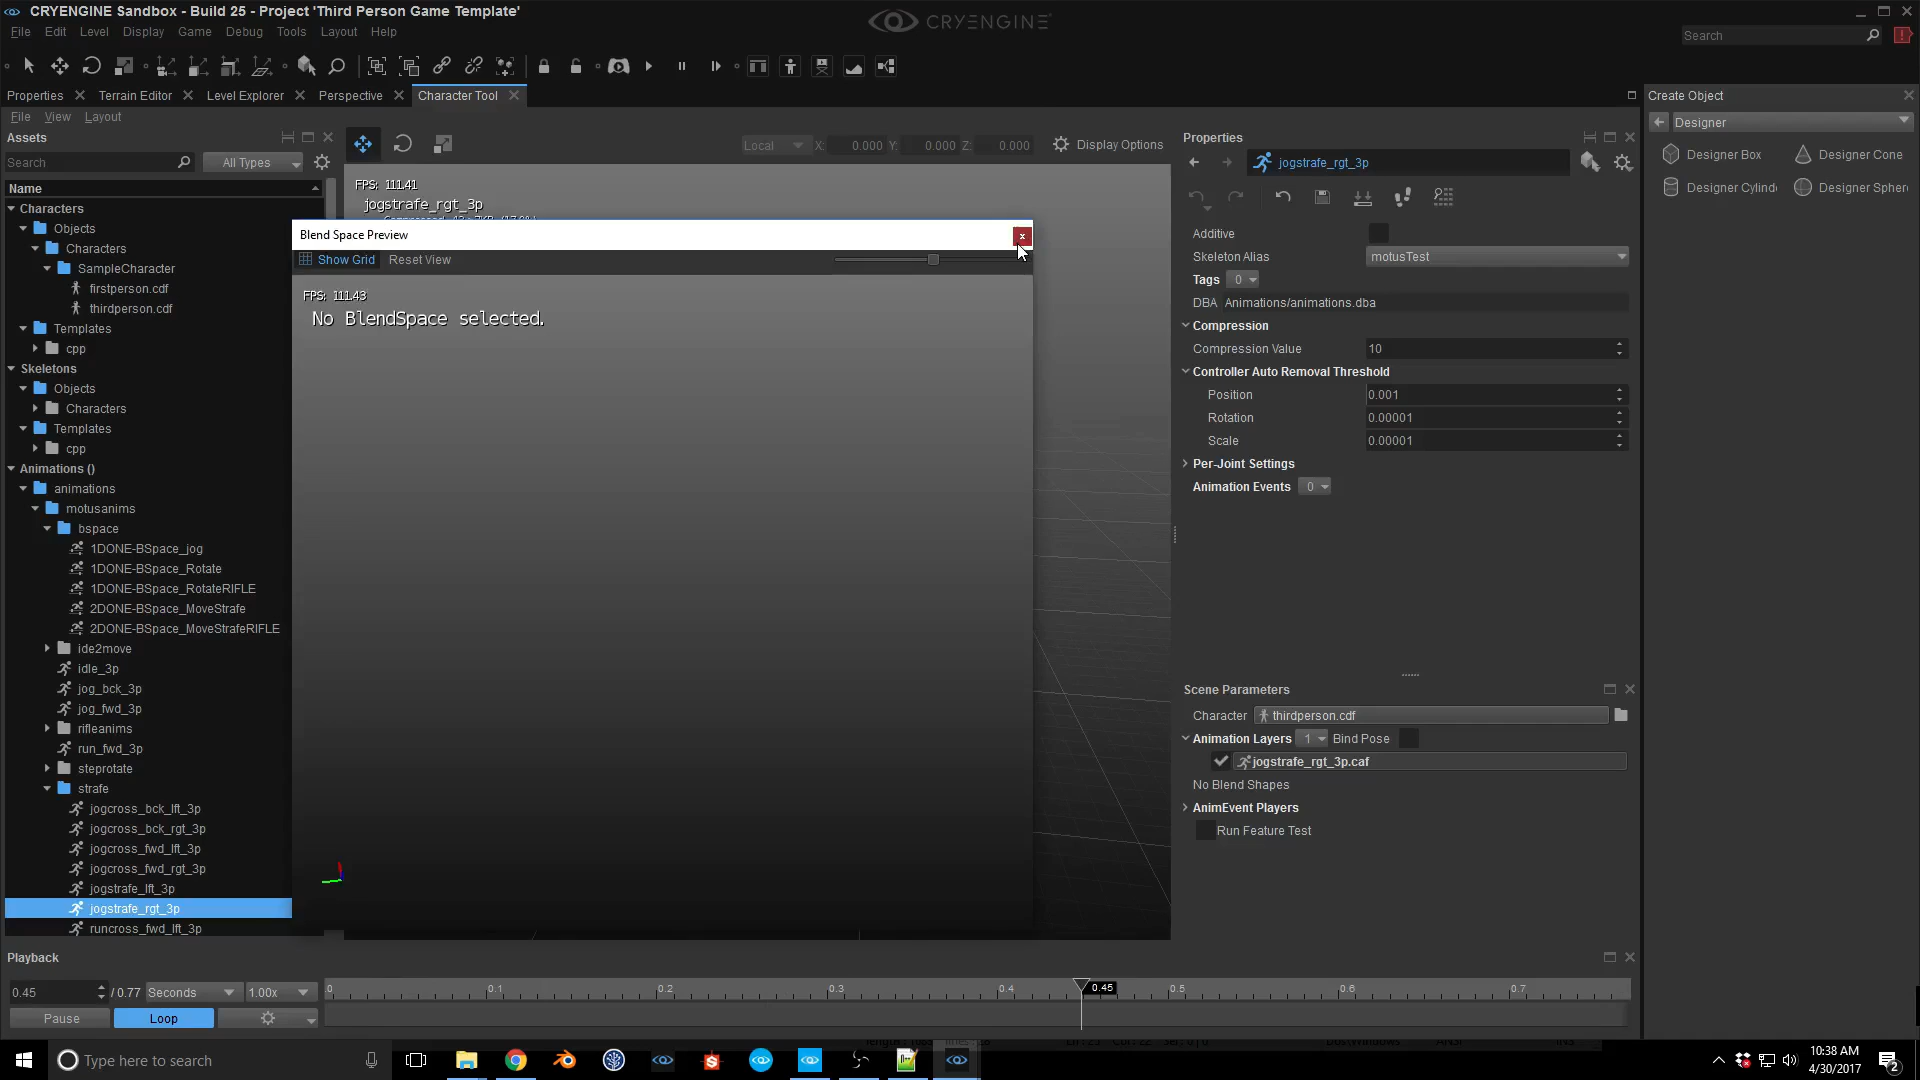 CRYENGINE Sandbox - Build 25 - Project 'Third Person Game Template'
CRYENGINE
File Edit Level Display Game Debug Tools Layout Help
Search
Properties Terrain Editor Level Explorer Perspective Character Tool
Create Object
File View Layout
Designer
Assets
Search All Types
Local X: 0.000 Y: 0.000 Z: 0.000 Display Options
Properties
jogstrafe_rgt_3p
Designer Box Designer Cone
Designer Cylind Designer Spher
Name
Characters
Objects
Characters
SampleCharacter
firstperson.cdf
thirdperson.cdf
Templates
cpp
Skeletons
Objects
Characters
Templates
cpp
Animations ()
animations
motusanims
bspace
1DONE-BSpace_jog
1DONE-BSpace_Rotate
1DONE-BSpace_RotateRIFLE
2DONE-BSpace_MoveStrafe
2DONE-BSpace_MoveStrafeRIFLE
ide2move
idle_3p
jog_bck_3p
jog_fwd_3p
rifleanims
run_fwd_3p
steprotate
strafe
jogcross_bck_lft_3p
jogcross_bck_rgt_3p
jogcross_fwd_lft_3p
jogcross_fwd_rgt_3p
jogstrafe_lft_3p
jogstrafe_rgt_3p
runcross_fwd_lft_3p
FPS: 111.41
jogstrafe_rgt_3p
Blend Space Preview
Show Grid Reset View
FPS: 111.43
No BlendSpace selected.
Additive
Skeleton Alias motusTest
Tags 0
DBA Animations/animations.dba
Compression
Compression Value 10
Controller Auto Removal Threshold
Position 0.001
Rotation 0.00001
Scale 0.00001
Per-Joint Settings
Animation Events 0
Scene Parameters
Character thirdperson.cdf
Animation Layers 1 Bind Pose
jogstrafe_rgt_3p.caf
No Blend Shapes
AnimEvent Players
Run Feature Test
Playback
0.45 / 0.77 Seconds 1.00x
.0 0.1 0.2 0.3 0.4 0.45 0.5 0.6 0.7
Pause Loop
Type here to search
10:38 AM
4/30/2017
2